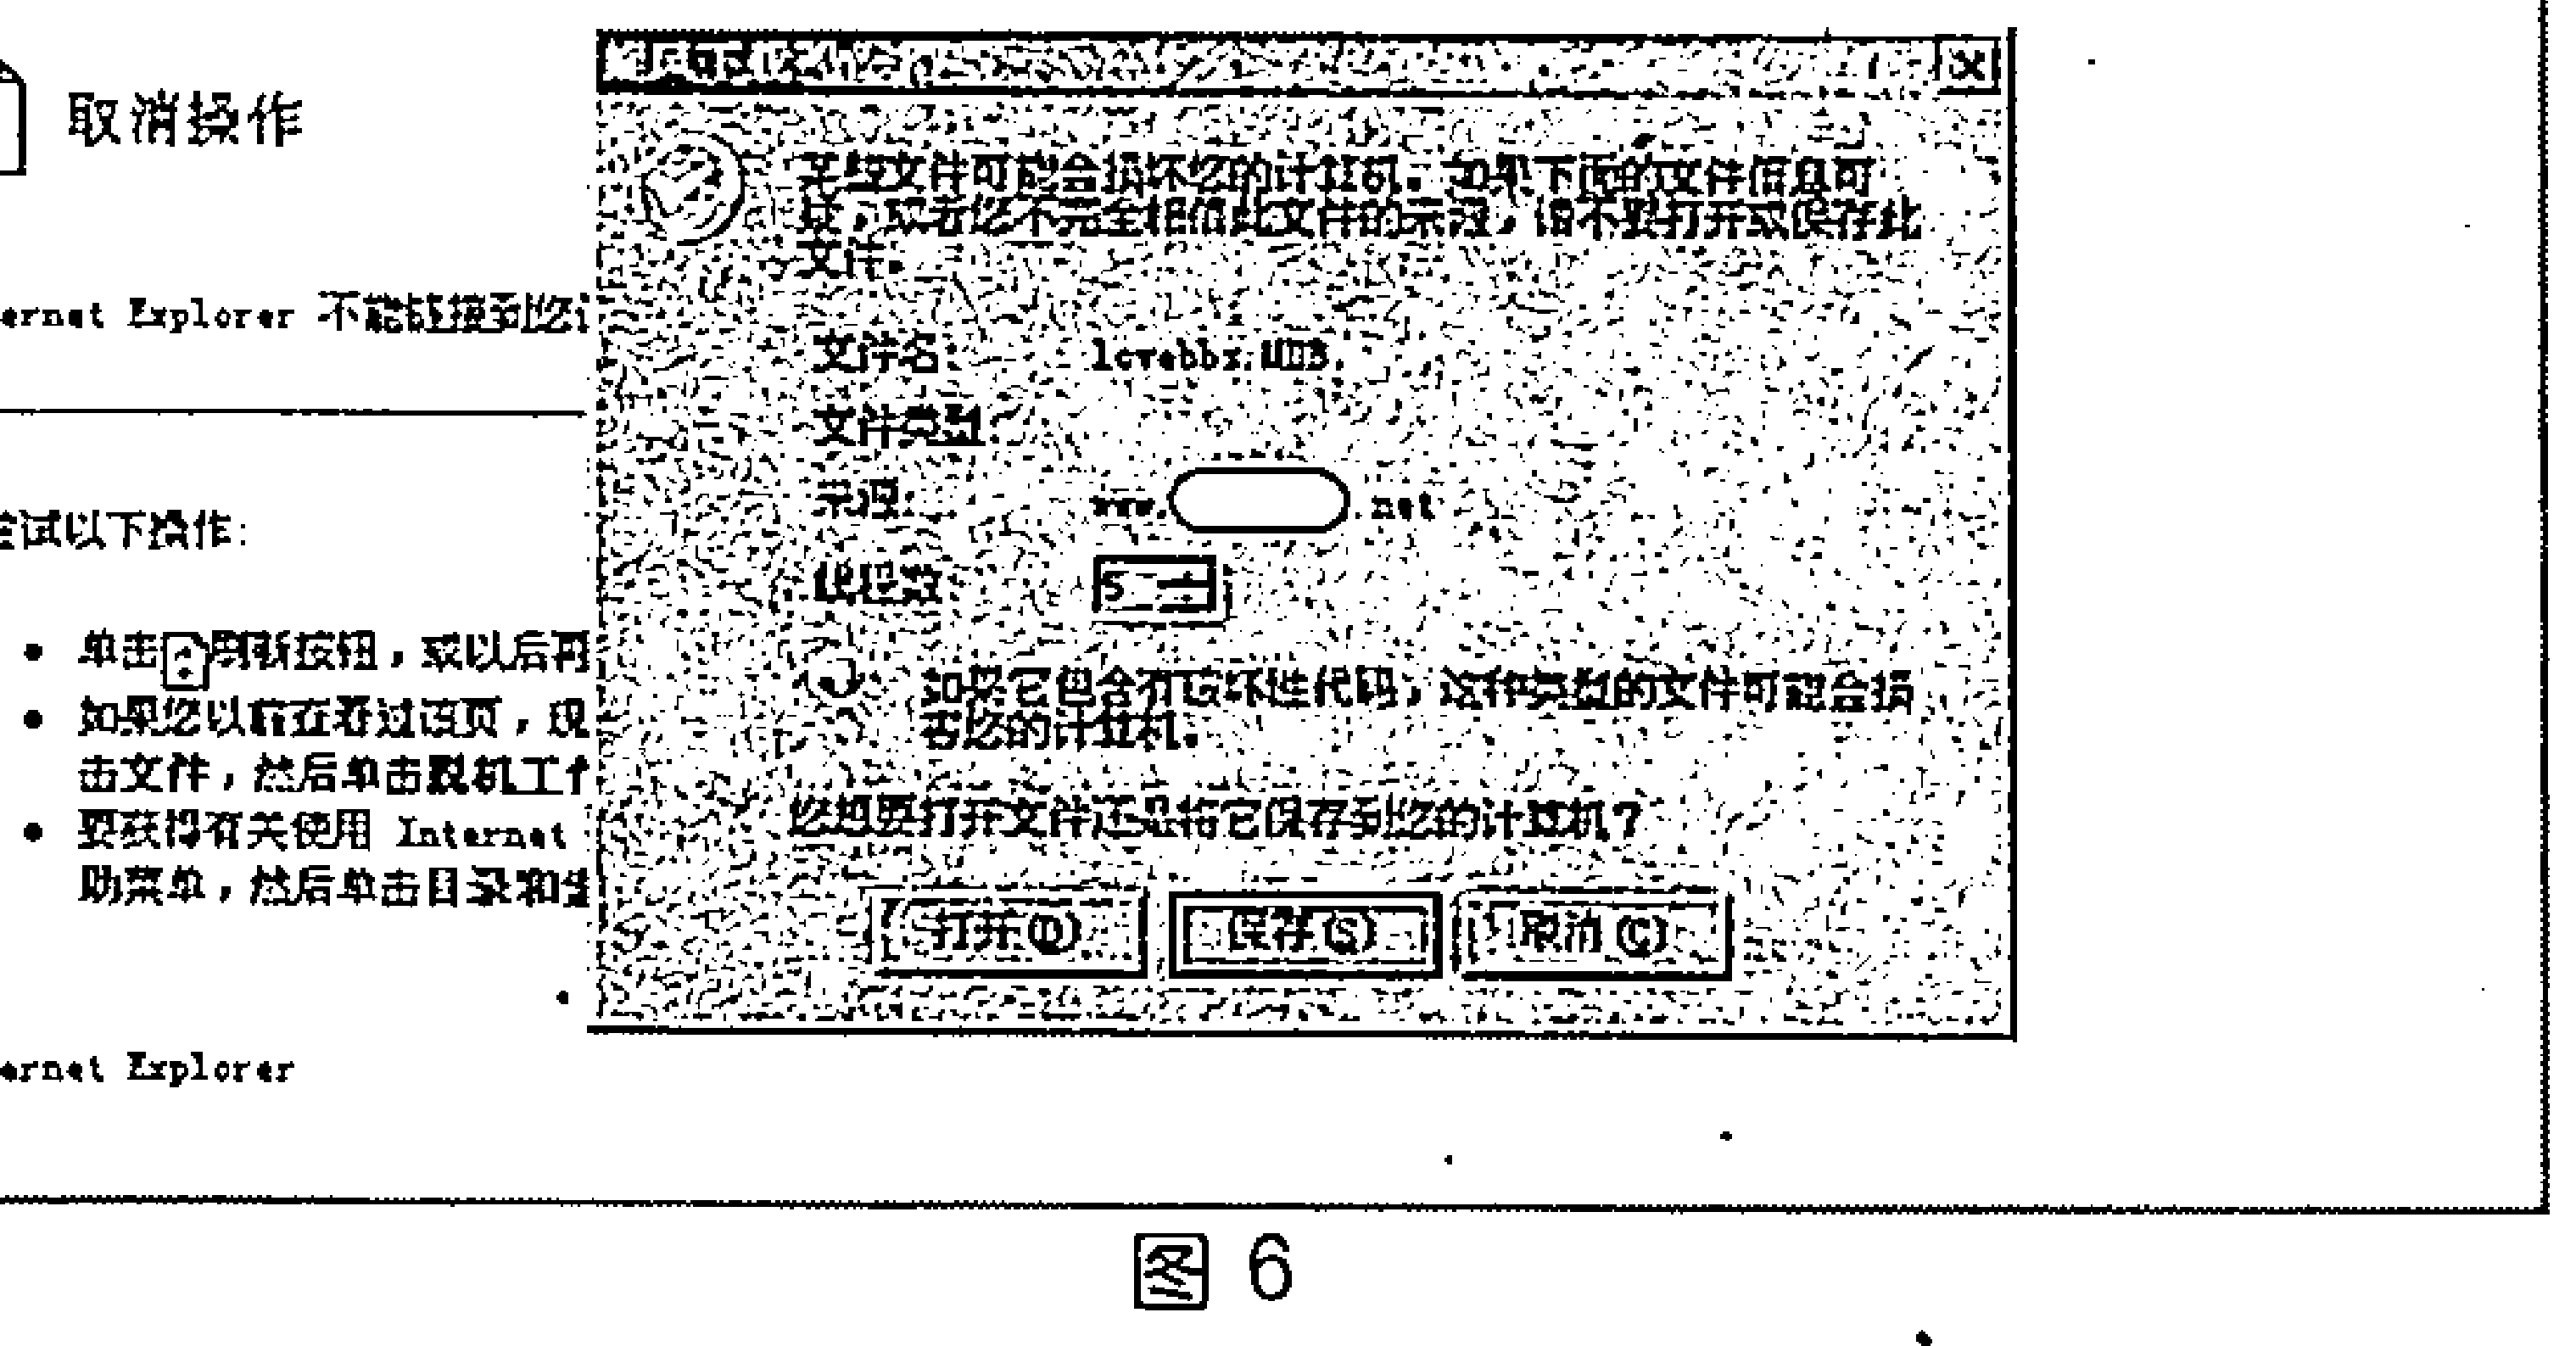 取消操作
ernet Explorer 不能链接到您
尝试以下操作:
• 单击刷新按钮，或以后再
• 如果您以前查看过该页，现
击文件，然后单击脱机工作
• 要获得有关使用 Internet
助菜单，然后单击目录和
ernet Explorer
某些文件可能会损坏您的计算机。如果下面的文件信息可
疑，或者您不完全相信此文件的来源，请不要打开或保存此
文件。
文件名:
文件类型:
来源: www. .net
如果它包含有破坏性代码，这种类型的文件可能会损
害您的计算机。
您想要打开文件还是将它保存到您的计算机?
打开(O) 保存(S) 取消(C)
图 6